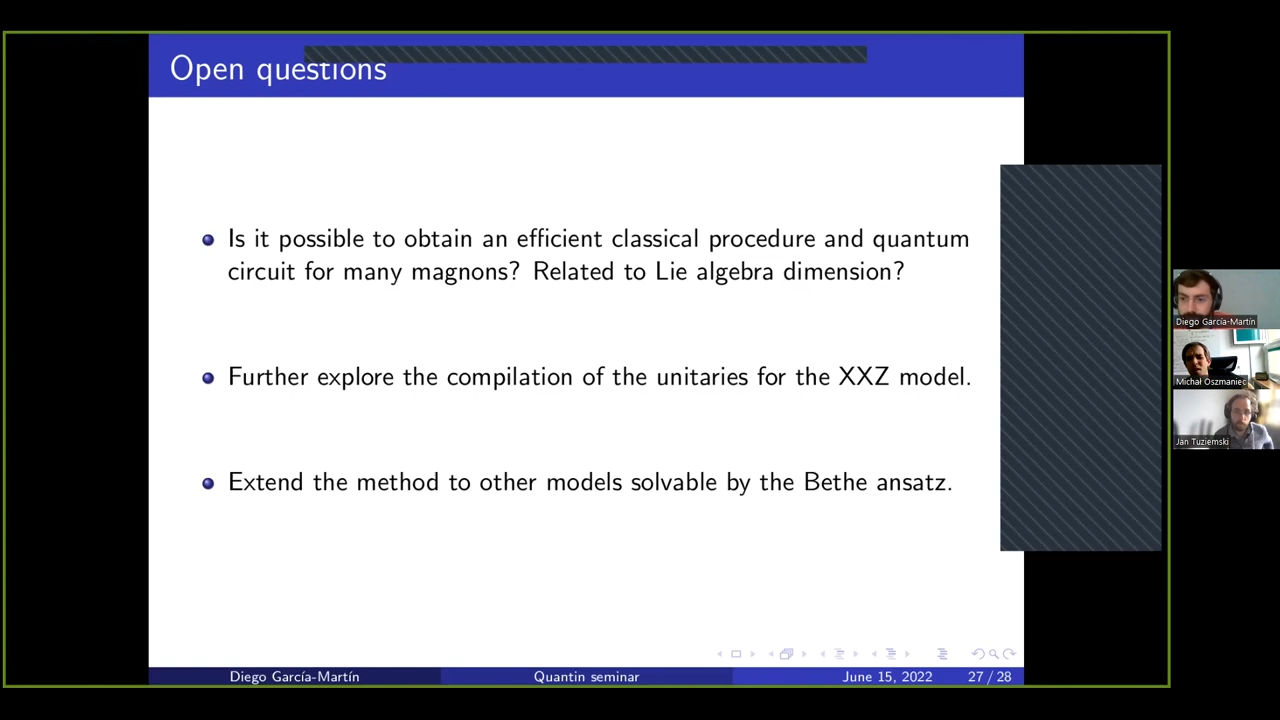 Open questions
Is it possible to obtain an efficient classical procedure and quantum
circuit for many magnons? Related to Lie algebra dimension?
Further explore the compilation of the unitaries for the XXZ model.
Extend the method to other models solvable by the Bethe ansatz.
Diego García-Martín
Michał Oszmaniec
Jan Tuziemski
Diego García-Martín Quantin seminar June 15, 2022 27 / 28